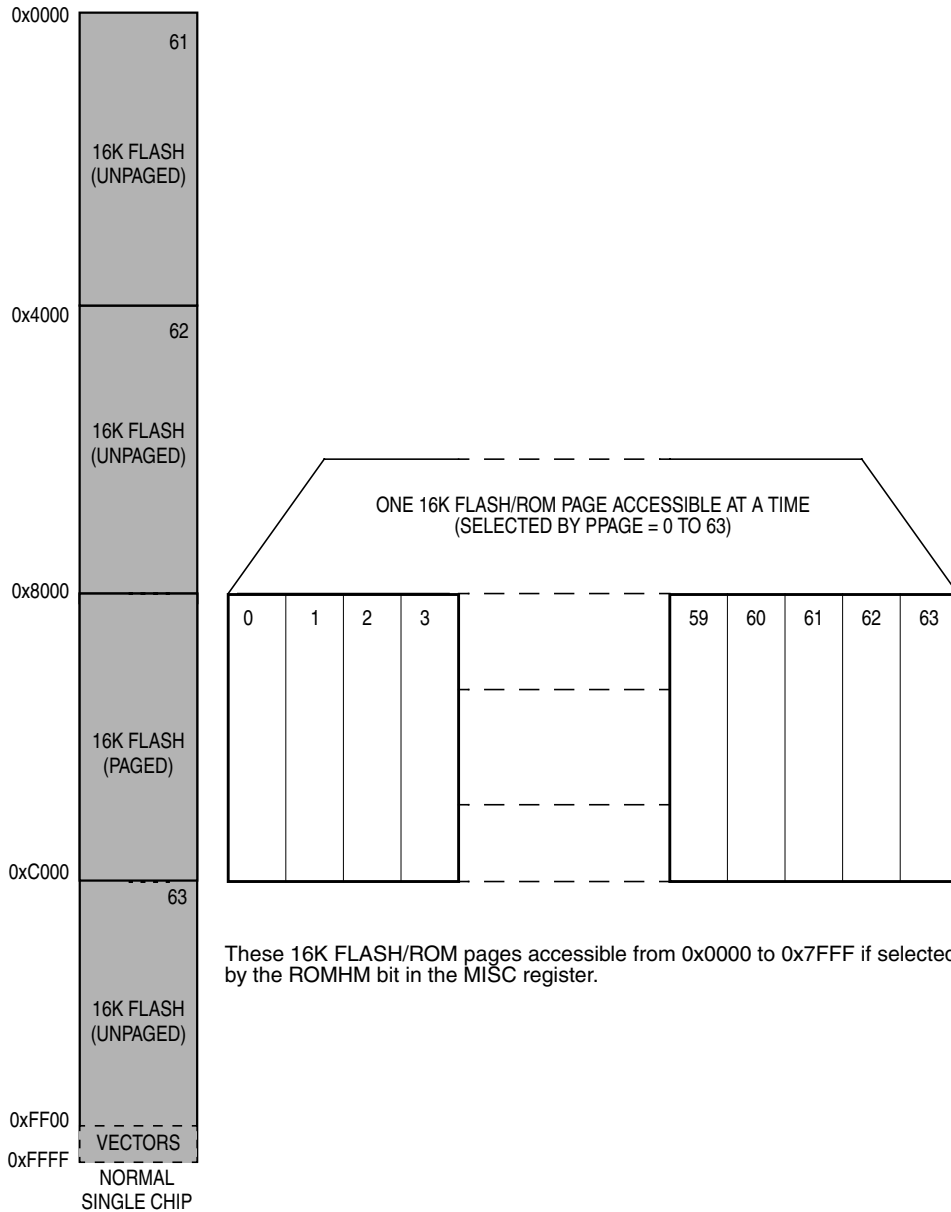 0x0000
61
16K FLASH
(UNPAGED)
0x4000
62
16K FLASH
(UNPAGED)
ONE 16K FLASH/ROM PAGE ACCESSIBLE AT A TIME
(SELECTED BY PPAGE = 0 TO 63)
0x8000
0 1 2 3 59 60 61 62 63
16K FLASH
(PAGED)
0xC000
63
These 16K FLASH/ROM pages accessible from 0x0000 to 0x7FFF if selected
by the ROMHM bit in the MISC register.
16K FLASH
(UNPAGED)
0xFF00
VECTORS
0xFFFF
NORMAL
SINGLE CHIP